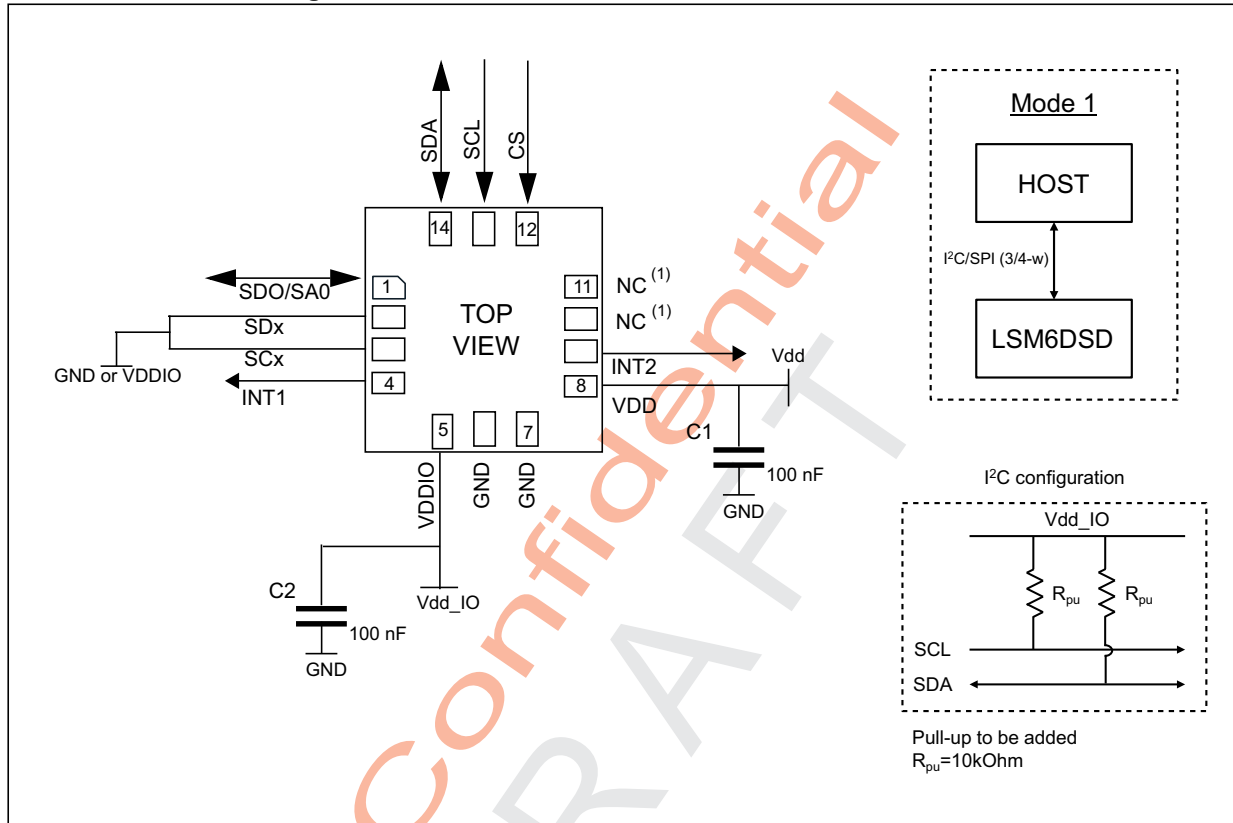 SDA
SCL
CS
14
12
SDO/SA0
1
11
NC (1)
SDx
TOP
VIEW
NC (1)
SCx
GND or VDDIO
INT1
4
INT2
8
VDD
Vdd
5
7
VDDIO
GND
GND
C1
100 nF
GND
C2
100 nF
GND
Vdd_IO
Mode 1
HOST
I²C/SPI (3/4-w)
LSM6DSD
I²C configuration
Vdd_IO
Rpu
Rpu
SCL
SDA
Pull-up to be added
Rpu=10kOhm
Confidential
RAFT